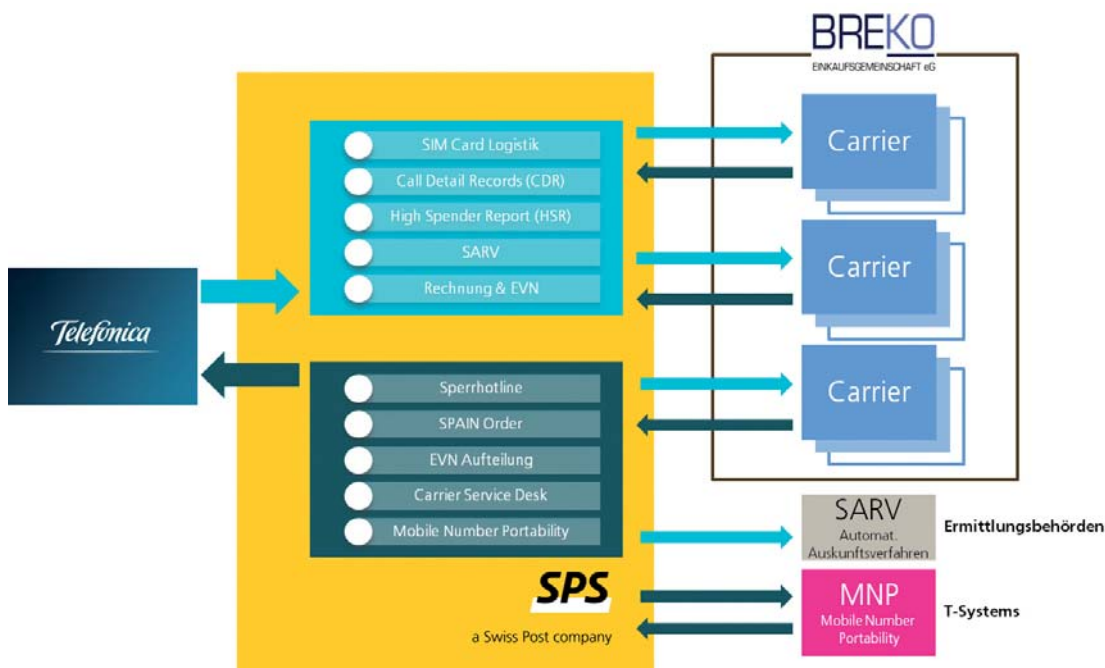 BREKO
EINKAUFSGEMEINSCHAFT eG
SIM Card Logistik
Call Detail Records (CDR)
High Spender Report (HSR)
SARV
Rechnung & EVN
Telefónica
Sperrhotline
SPAIN Order
EVN Aufteilung
Carrier Service Desk
Mobile Number Portability
SPS
a Swiss Post company
Carrier
Carrier
Carrier
SARV
Automat.
Auskunftsverfahren
Ermittlungsbehörden
MNP
Mobile Number
Portability
T-Systems